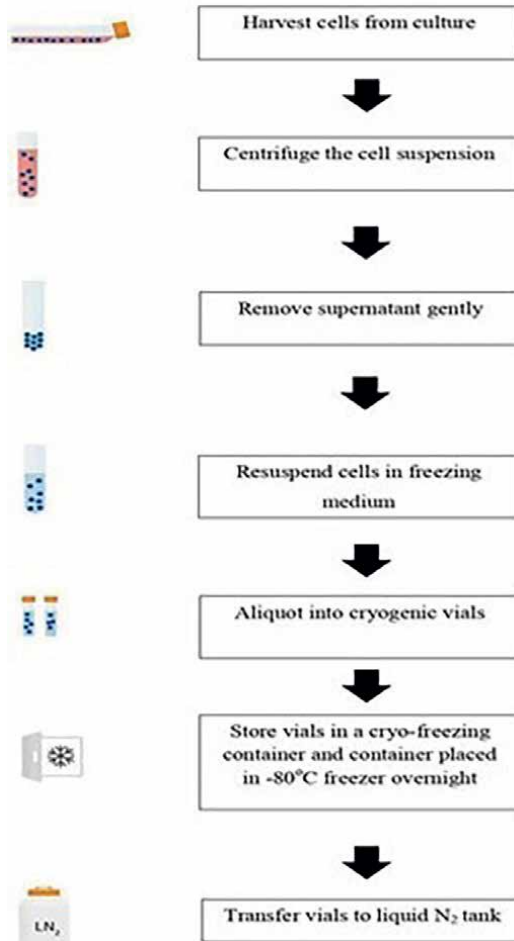 Harvest cells from culture
Centrifuge the cell suspension
Remove supernatant gently
Resuspend cells in freezing
medium
Aliquot into cryogenic vials
Store vials in a cryo-freezing
container and container placed
in -80°C freezer overnight
LN₂
Transfer vials to liquid N₂ tank